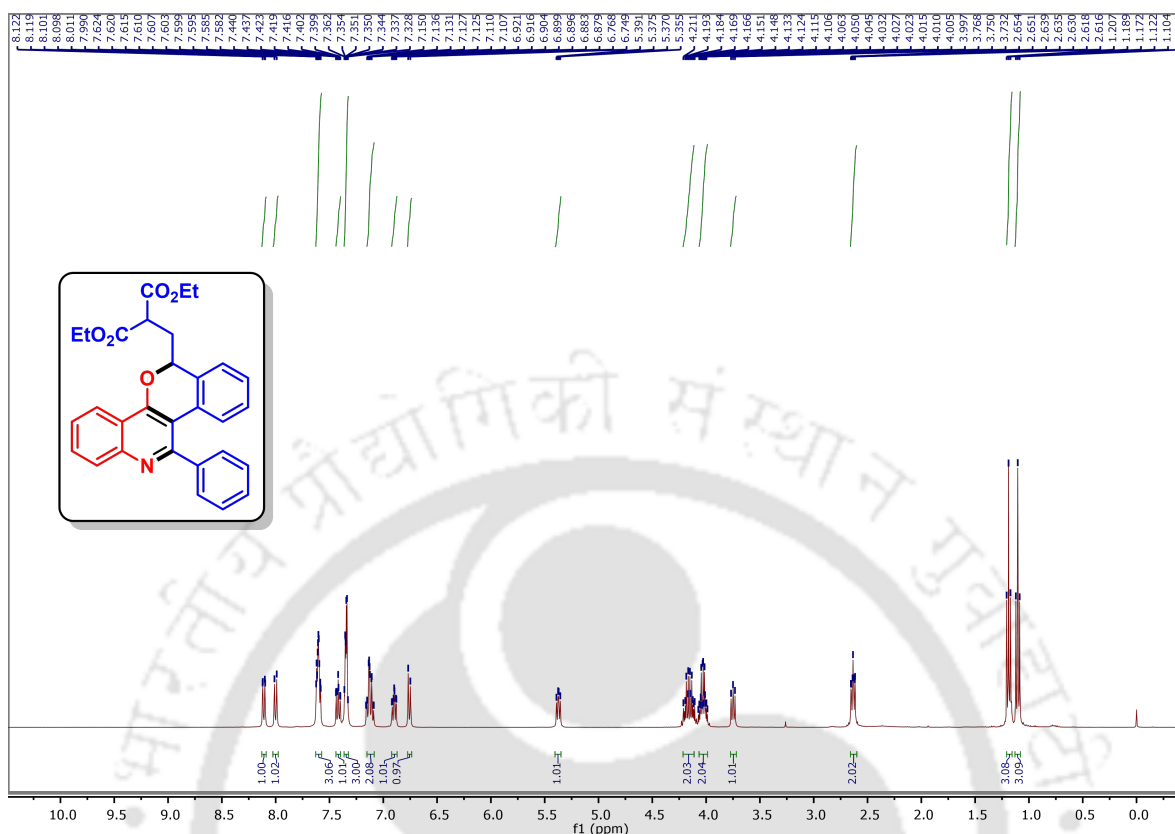 8.122 8.119 8.101 8.098 8.011 7.990 7.624 7.620 7.615 7.610 7.607 7.603 7.599 7.595 7.585 7.582 7.440 7.437 7.423 7.419 7.416 7.402 7.399 7.362 7.354 7.351 7.350 7.344 7.337 7.328 7.150 7.136 7.131 7.127 7.125 7.110 7.107 6.921 6.916 6.904 6.899 6.896 6.883 6.879 6.768 6.749 5.391 5.375 5.370 5.355 4.211 4.193 4.184 4.169 4.166 4.151 4.148 4.133 4.124 4.115 4.106 4.063 4.050 4.045 4.032 4.027 4.023 4.015 4.010 4.005 3.997 3.768 3.750 3.732 2.654 2.651 2.639 2.635 2.630 2.618 2.616 1.207 1.189 1.172 1.122 1.104
CO2Et
EtO2C
O
N
भारतीय प्रौद्योगिकी संस्थान गुवाहाटी
1.00 1.02 3.06 1.01 3.00 2.08 1.01 0.97 1.01 2.03 2.04 1.01 2.02 3.08 3.09
10.0 9.5 9.0 8.5 8.0 7.5 7.0 6.5 6.0 5.5 5.0 4.5 4.0 3.5 3.0 2.5 2.0 1.5 1.0 0.5 0.0
f1 (ppm)